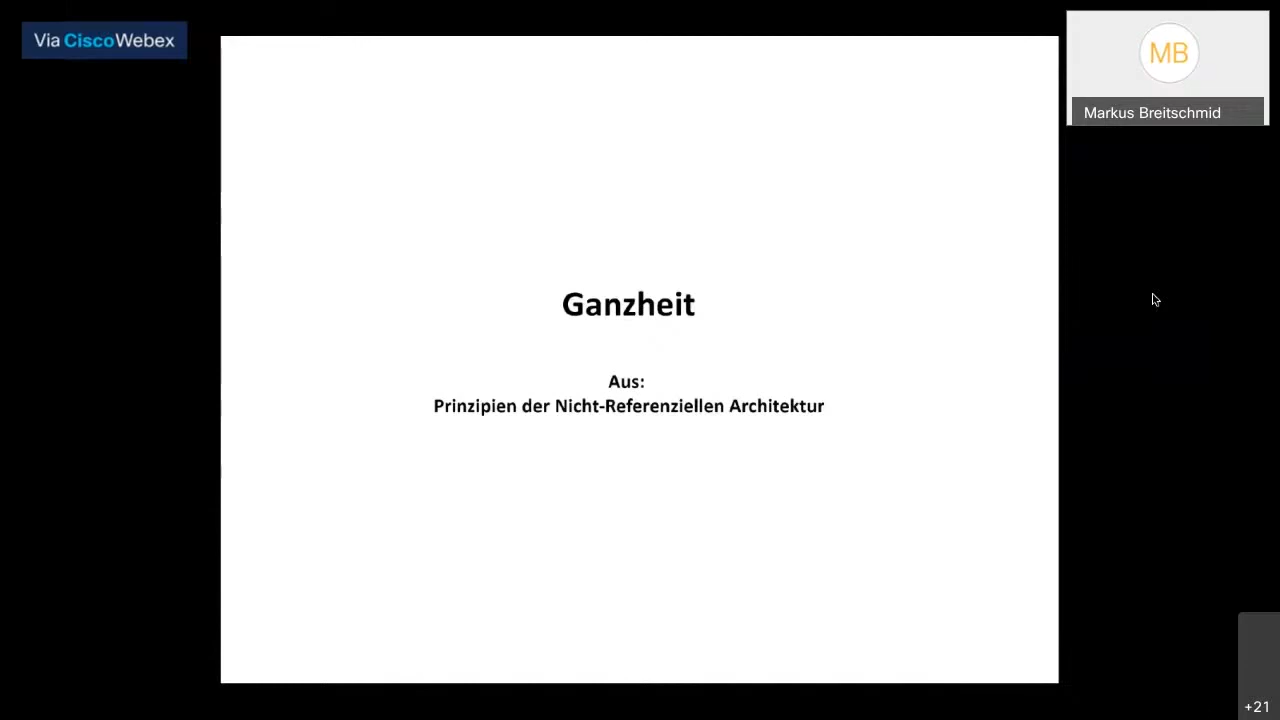 Via Cisco Webex
MB
Markus Breitschmid
Ganzheit
Aus:
Prinzipien der Nicht-Referenziellen Architektur
+21